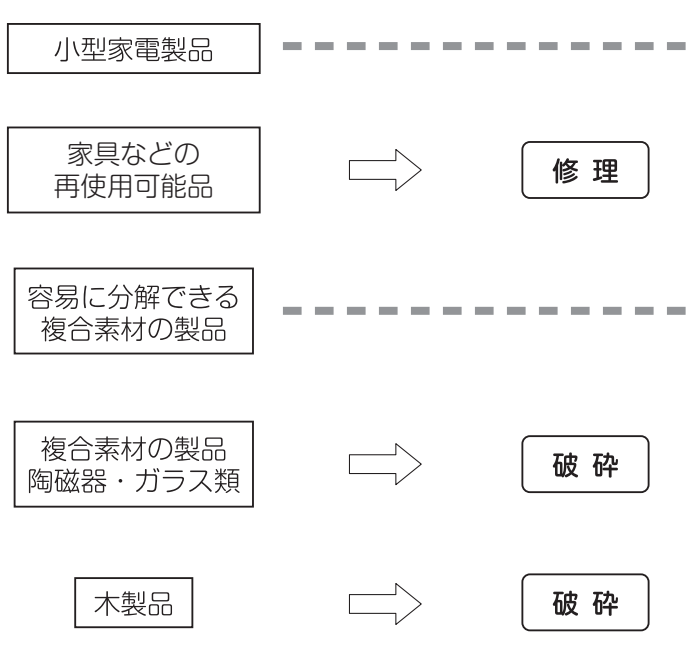 小型家電製品
家具などの
再使用可能品
修理
容易に分解できる
複合素材の製品
複合素材の製品
陶磁器・ガラス類
破砕
木製品
破砕